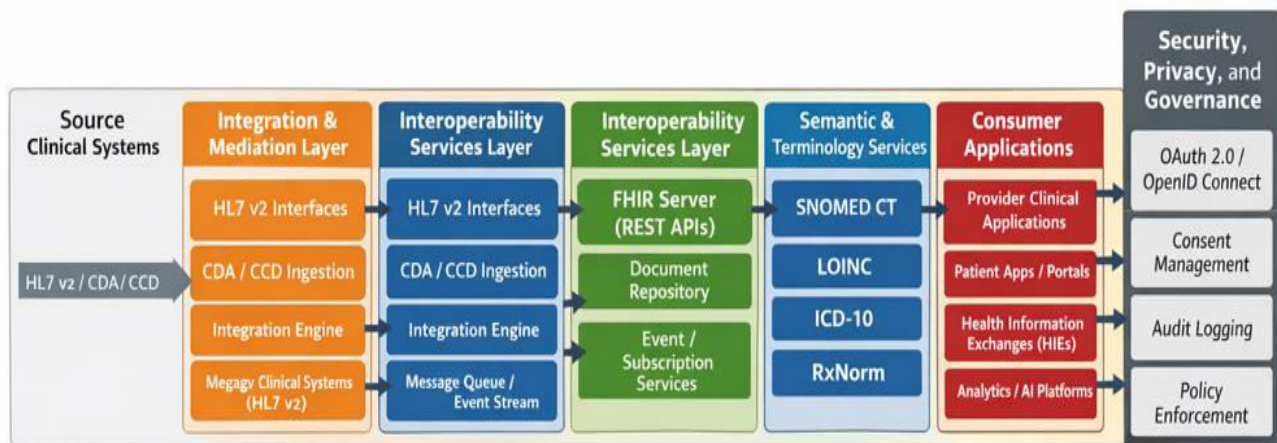 Source
Clinical Systems
HL7 v2 / CDA / CCD
Integration &
Mediation Layer
HL7 v2 Interfaces
CDA / CCD Ingestion
Integration Engine
Megagv Clinical Systems
(HL7 v2)
Interoperability
Services Layer
HL7 v2 Interfaces
CDA / CCD Ingestion
Integration Engine
Message Queue /
Event Stream
Interoperability
Services Layer
FHIR Server
(REST APIs)
Document
Repository
Event /
Subscription
Services
Semantic &
Terminology Services
SNOMED CT
LOINC
ICD-10
RxNorm
Consumer
Applications
Provider Clinical
Applications
Patient Apps / Portals
Health Information
Exchanges (HIEs)
Analytics / AI Platforms
Security,
Privacy, and
Governance
OAuth 2.0 /
OpenID Connect
Consent
Management
Audit Logging
Policy
Enforcement